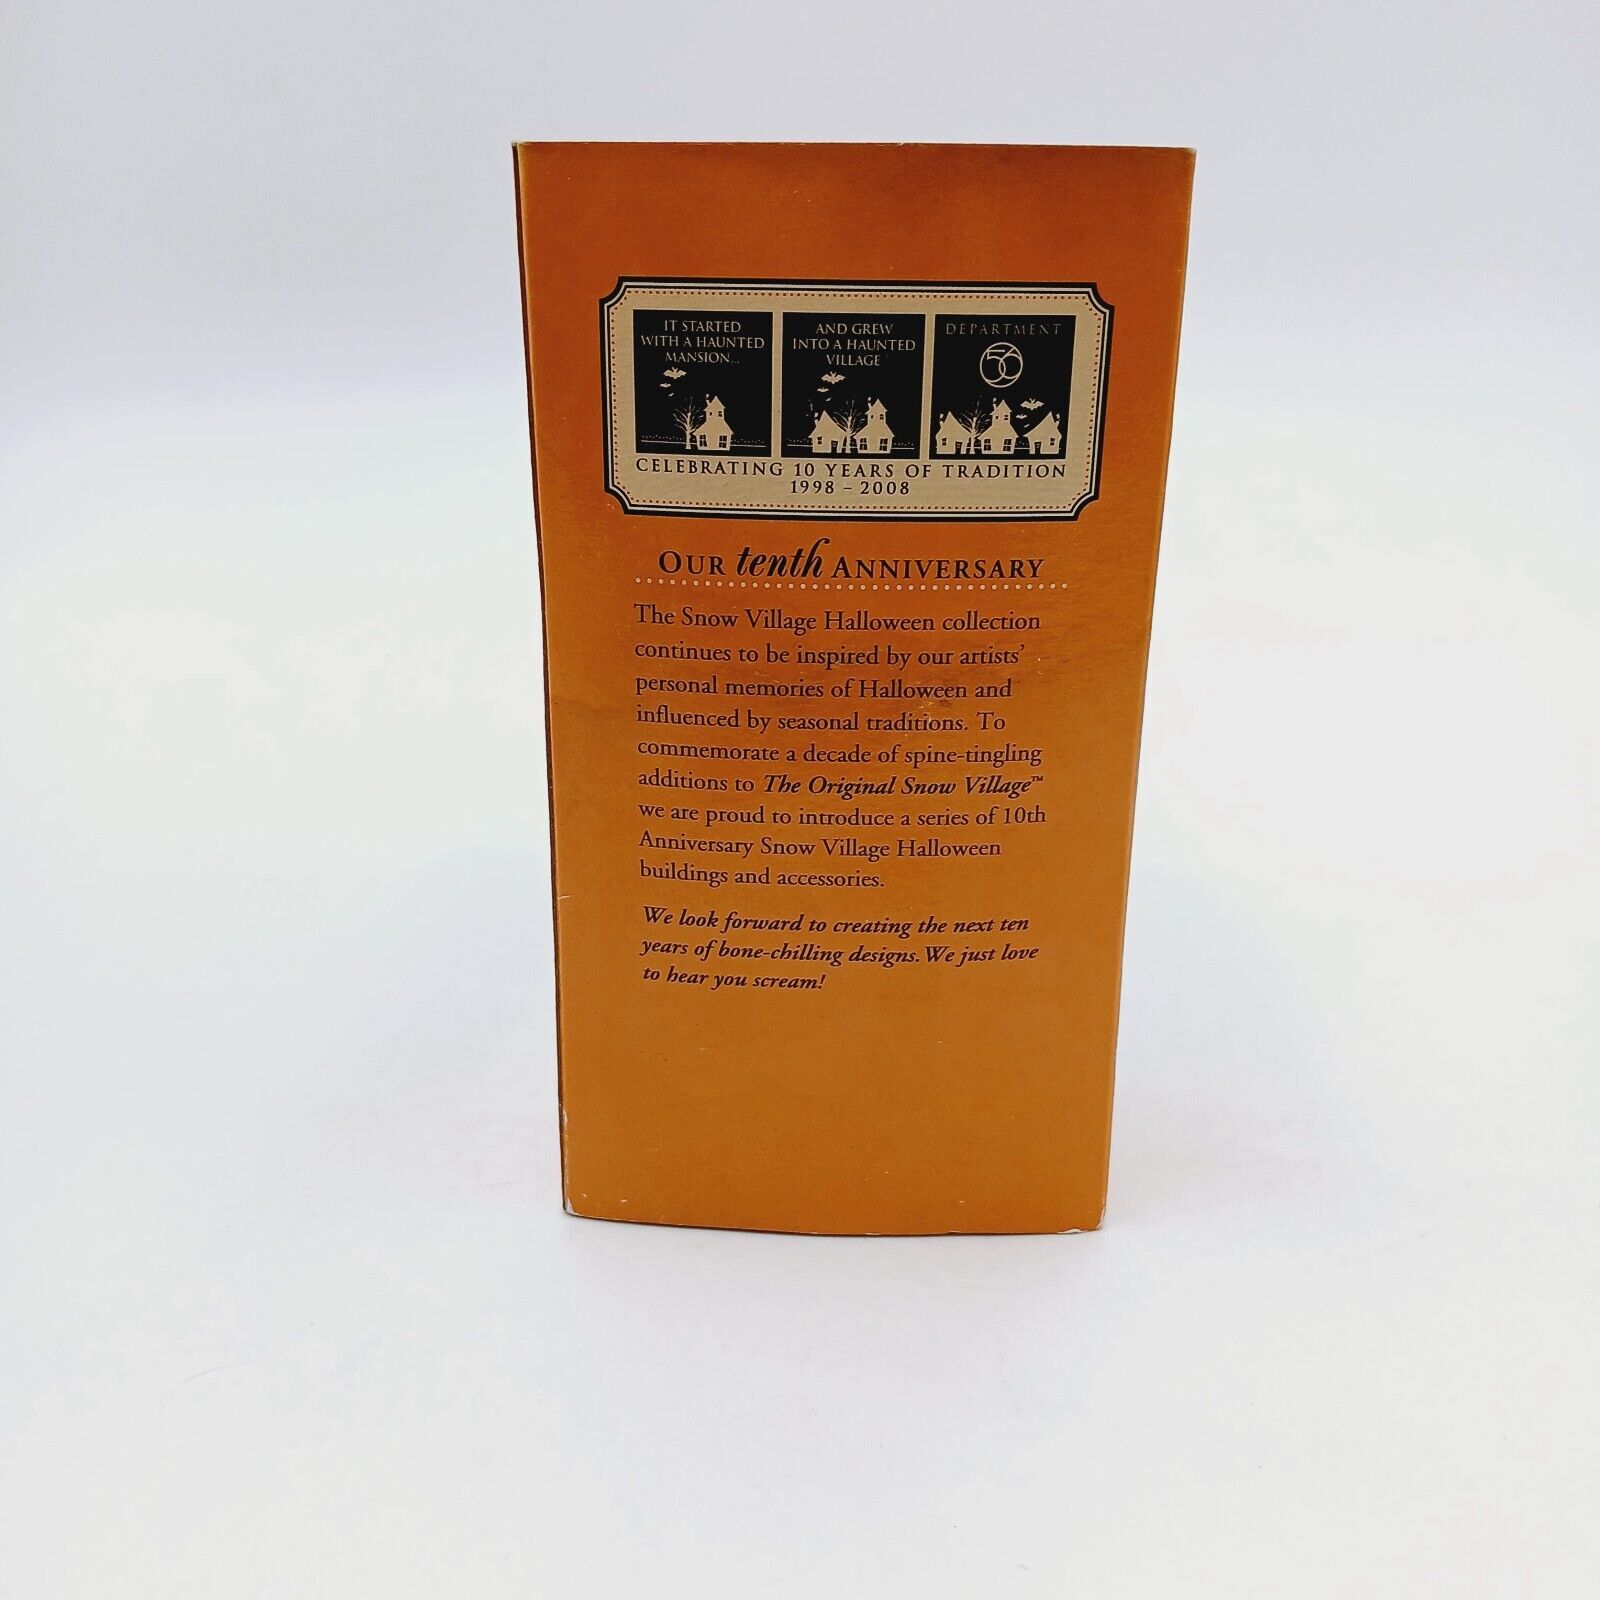 IT STARTED
WITH A HAUNTED
MANSION...
AND GREW
INTO A HAUNTED
VILLAGE
DEPARTMENT
56
CELEBRATING 10 YEARS OF TRADITION
1998 – 2008
OUR tenth ANNIVERSARY
The Snow Village Halloween collection
continues to be inspired by our artists'
personal memories of Halloween and
influenced by seasonal traditions. To
commemorate a decade of spine-tingling
additions to The Original Snow Village™
we are proud to introduce a series of 10th
Anniversary Snow Village Halloween
buildings and accessories.
We look forward to creating the next ten
years of bone-chilling designs. We just love
to hear you scream!